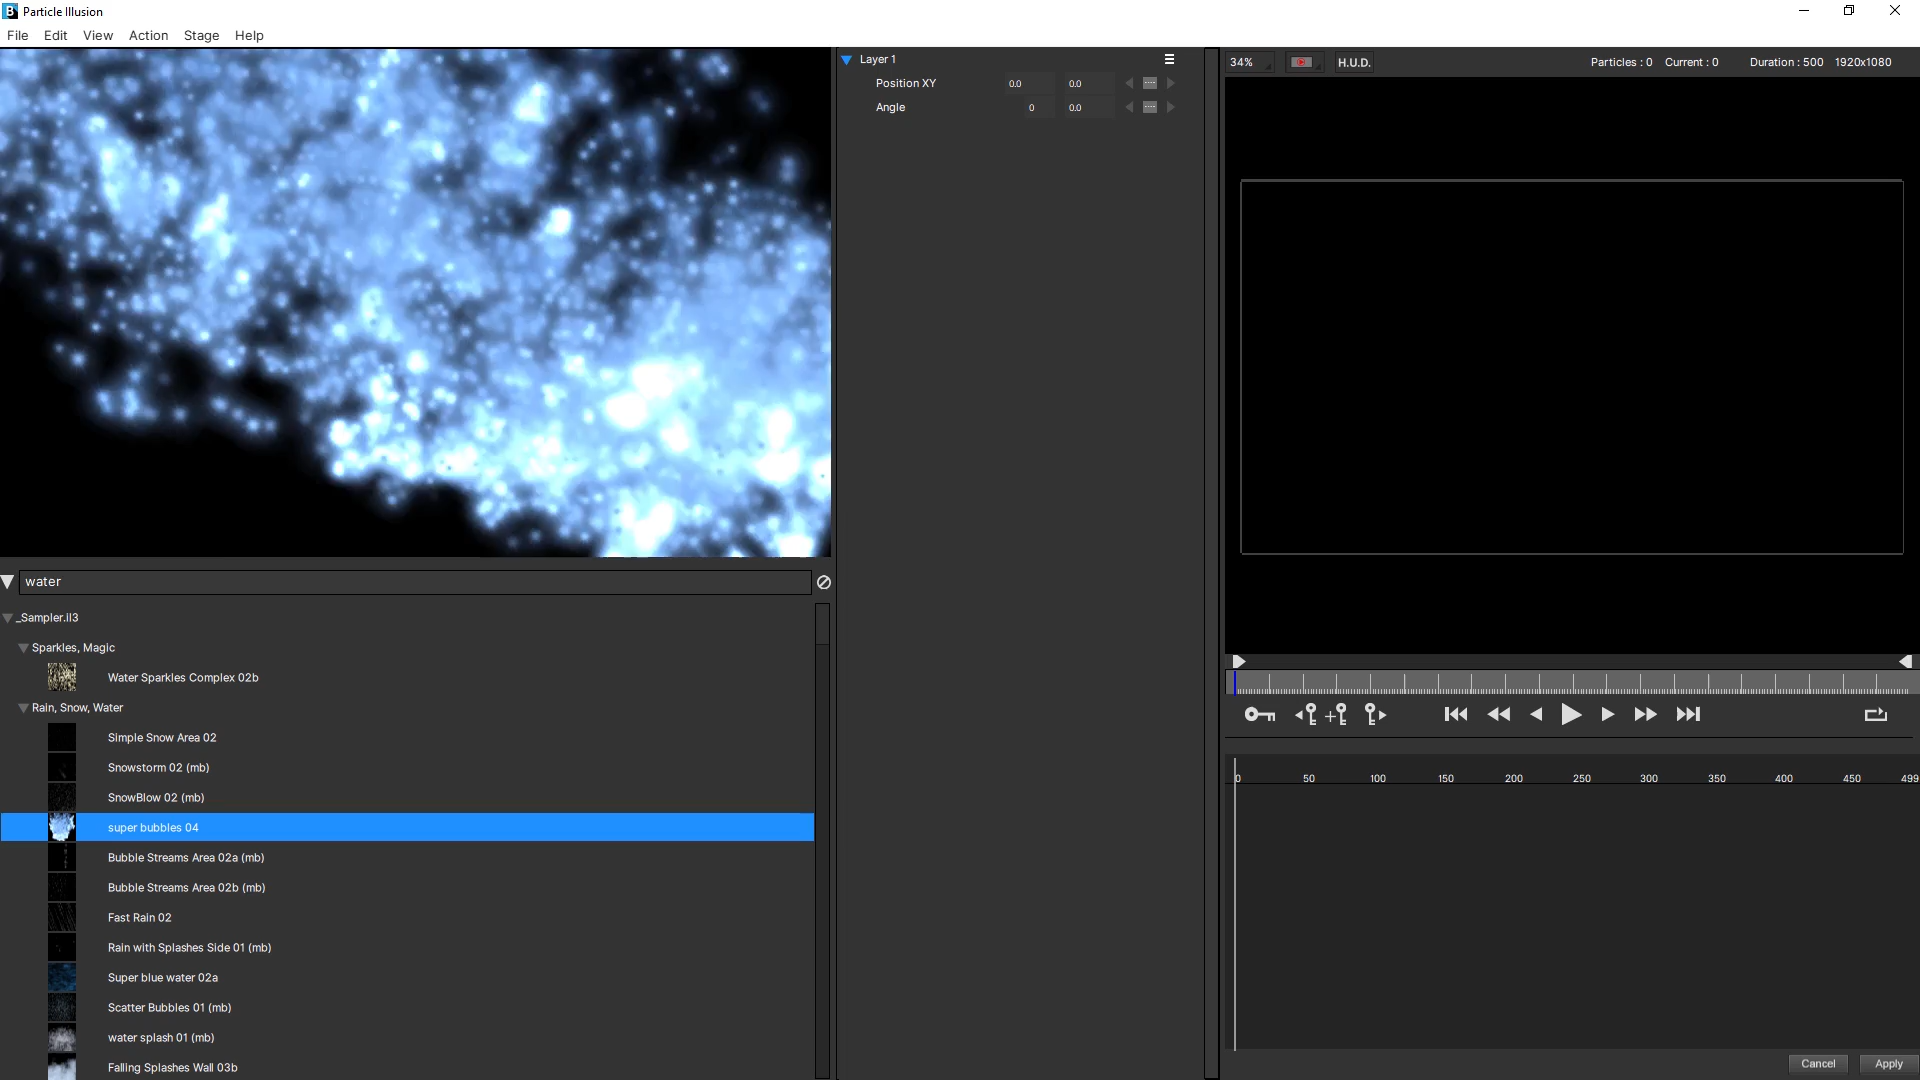 Particle Illusion
File Edit View Action Stage Help
Layer 1
Position XY 0.0 0.0
Angle 0 0.0
34% H.U.D. Particles : 0 Current : 0 Duration : 500 1920x1080
water
_Sampler.il3
Sparkles, Magic
Water Sparkles Complex 02b
Rain, Snow, Water
Simple Snow Area 02
Snowstorm 02 (mb)
SnowBlow 02 (mb)
super bubbles 04
Bubble Streams Area 02a (mb)
Bubble Streams Area 02b (mb)
Fast Rain 02
Rain with Splashes Side 01 (mb)
Super blue water 02a
Scatter Bubbles 01 (mb)
water splash 01 (mb)
Falling Splashes Wall 03b
0 50 100 150 200 250 300 350 400 450 499
Cancel Apply